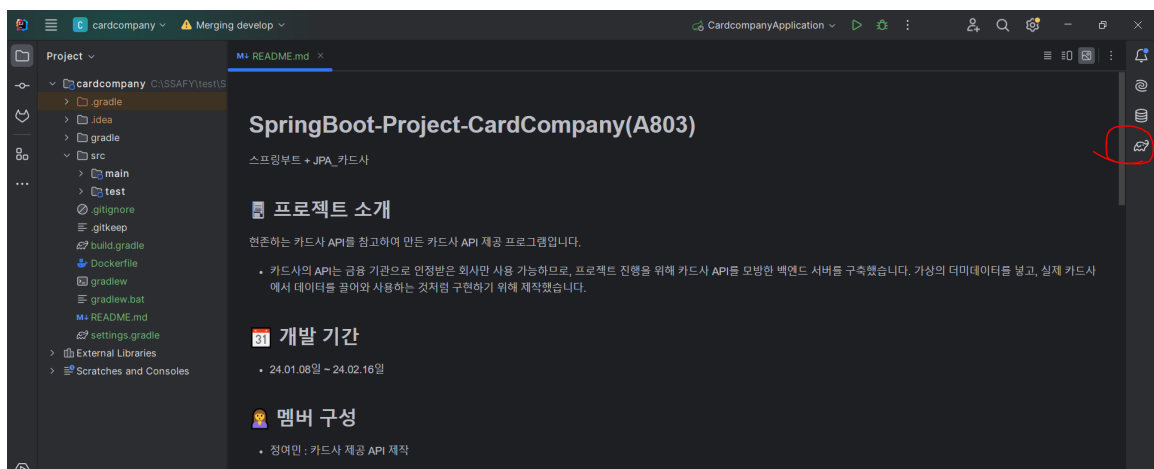 C cardcompany
Merging develop
CardcompanyApplication
Project
M↓ README.md
cardcompany C:\SSAFY\test\S
.gradle
.idea
gradle
src
main
test
.gitignore
.gitkeep
build.gradle
Dockerfile
gradlew
gradlew.bat
M↓ README.md
settings.gradle
External Libraries
Scratches and Consoles
SpringBoot-Project-CardCompany(A803)
스프링부트 + JPA_카드사
프로젝트 소개
현존하는 카드사 API를 참고하여 만든 카드사 API 제공 프로그램입니다.
• 카드사의 API는 금융 기관으로 인정받은 회사만 사용 가능하므로, 프로젝트 진행을 위해 카드사 API를 모방한 백엔드 서버를 구축했습니다. 가상의 더미데이터를 넣고, 실제 카드사
에서 데이터를 끌어와 사용하는 것처럼 구현하기 위해 제작했습니다.
31 개발 기간
• 24.01.08일 ~ 24.02.16일
멤버 구성
• 정여민 : 카드사 제공 API 제작